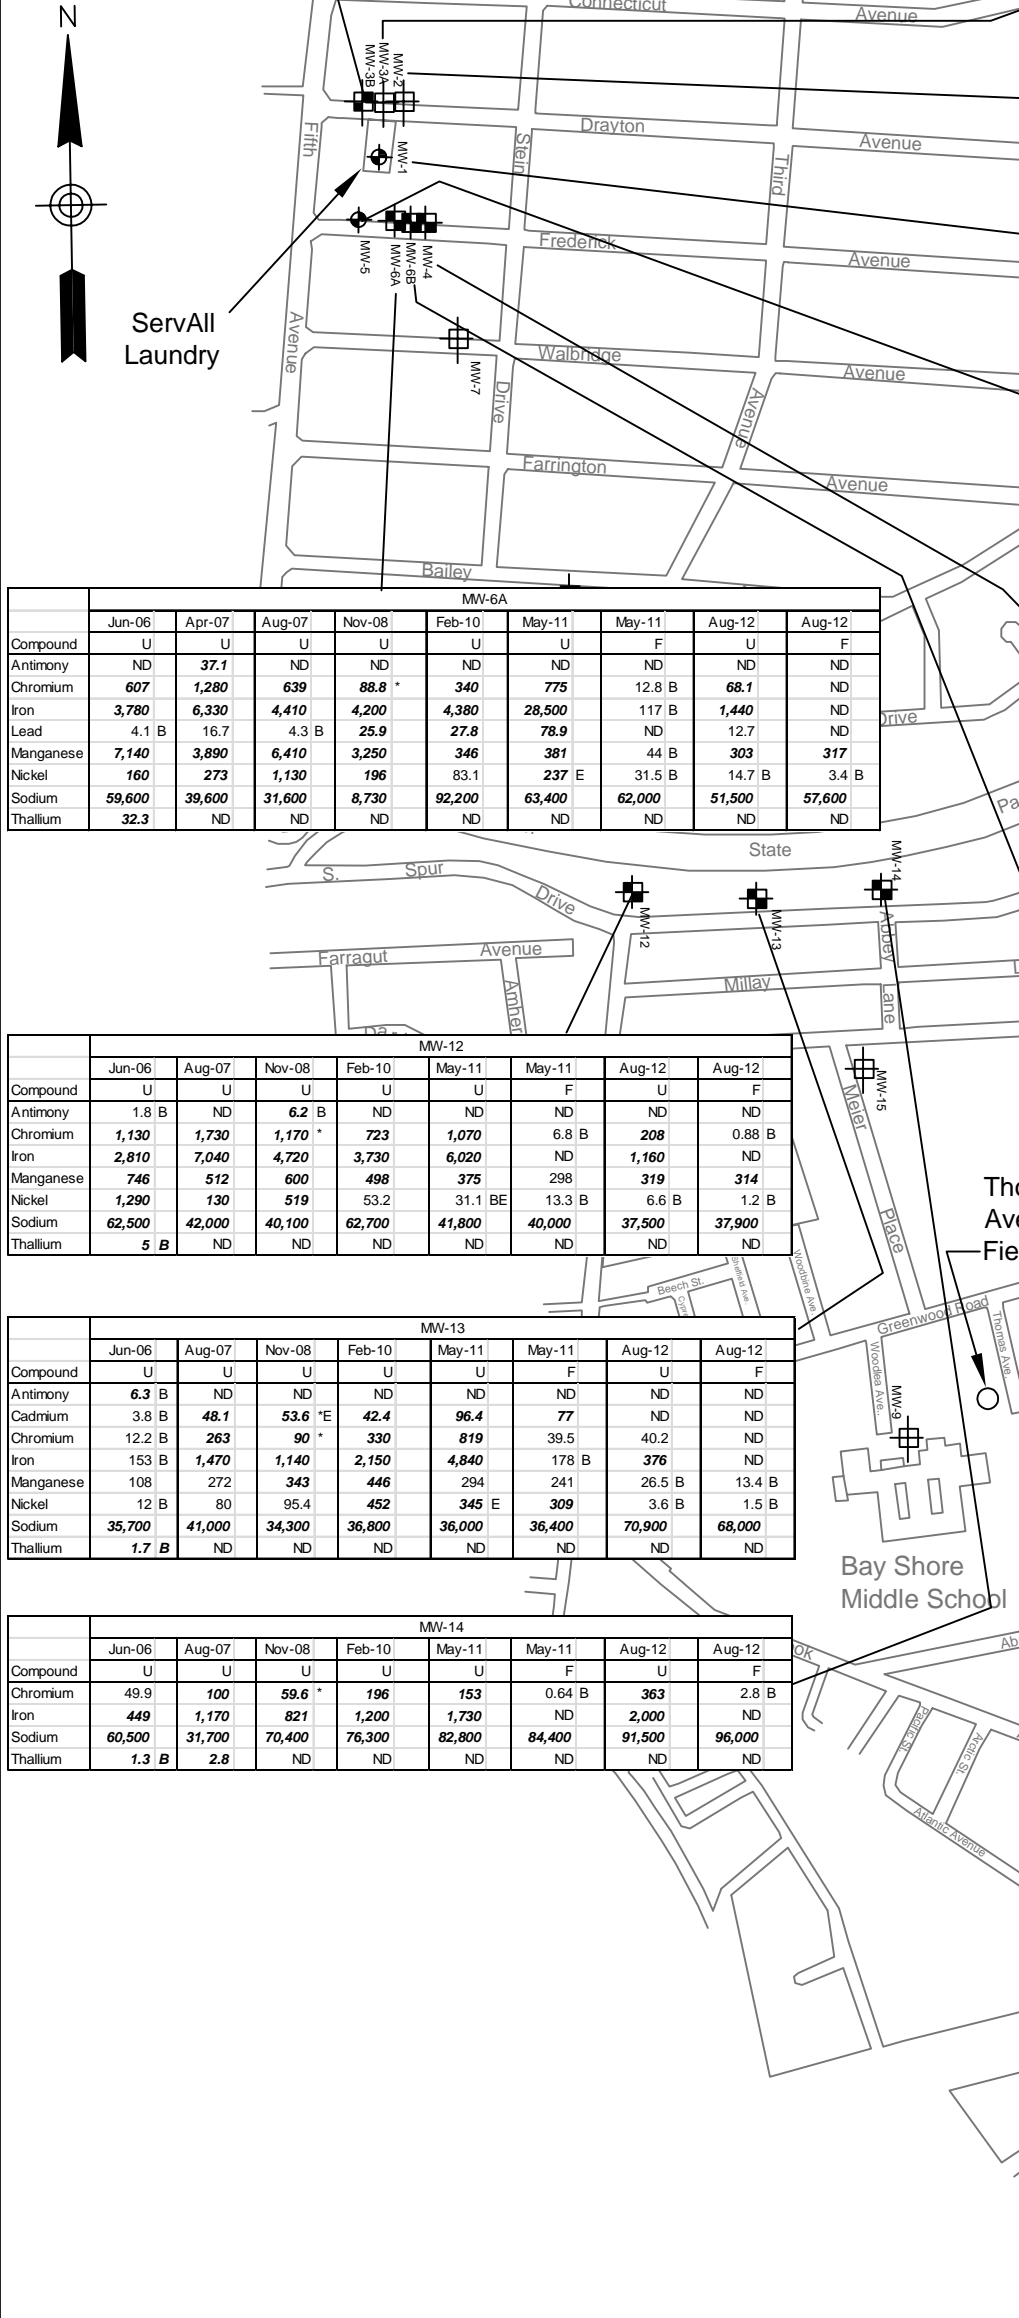 N
Connecticut
Avenue
MW-3B
MW-3A
MW-2
Drayton
Avenue
Fifth
Stein
Third
MW-1
Frederick
Avenue
MW-5
MW-6A
MW-6B
MW-4
ServAll
Laundry
Avenue
Walbridge
Avenue
MW-7
Drive
Avenue
Farrington
Avenue
Bailey
MW-6A
Jun-06 Apr-07 Aug-07 Nov-08 Feb-10 May-11 May-11 Aug-12 Aug-12
Compound U U U U U U F U F
Antimony ND 37.1 ND ND ND ND ND ND ND
Chromium 607 1,280 639 88.8 * 340 775 12.8 B 68.1 ND
Iron 3,780 6,330 4,410 4,200 4,380 28,500 117 B 1,440 ND
Lead 4.1 B 16.7 4.3 B 25.9 27.8 78.9 ND 12.7 ND
Manganese 7,140 3,890 6,410 3,250 346 381 44 B 303 317
Nickel 160 273 1,130 196 83.1 237 E 31.5 B 14.7 B 3.4 B
Sodium 59,600 39,600 31,600 8,730 92,200 63,400 62,000 51,500 57,600
Thallium 32.3 ND ND ND ND ND ND ND ND
Drive
Pa
State
S. Spur
Drive
MW-14
MW-12
MW-13
Abbey
Lane
Farragut
Avenue
Amher
Millay
MW-12
Jun-06 Aug-07 Nov-08 Feb-10 May-11 May-11 Aug-12 Aug-12
Compound U U U U U F U F
Antimony 1.8 B ND 6.2 B ND ND ND ND ND
Chromium 1,130 1,730 1,170 * 723 1,070 6.8 B 208 0.88 B
Iron 2,810 7,040 4,720 3,730 6,020 ND 1,160 ND
Manganese 746 512 600 498 375 298 319 314
Nickel 1,290 130 519 53.2 31.1 BE 13.3 B 6.6 B 1.2 B
Sodium 62,500 42,000 40,100 62,700 41,800 40,000 37,500 37,900
Thallium 5 B ND ND ND ND ND ND ND
MW-15
Meier
Place
Tho
Ave
Fie
Woodbine Ave.
Sheffield Ave.
Beech St.
Greenwood Road
Thomas Ave.
Woodlea Ave.
MW-9
MW-13
Jun-06 Aug-07 Nov-08 Feb-10 May-11 May-11 Aug-12 Aug-12
Compound U U U U U F U F
Antimony 6.3 B ND ND ND ND ND ND ND
Cadmium 3.8 B 48.1 53.6 *E 42.4 96.4 77 ND ND
Chromium 12.2 B 263 90 * 330 819 39.5 40.2 ND
Iron 153 B 1,470 1,140 2,150 4,840 178 B 376 ND
Manganese 108 272 343 446 294 241 26.5 B 13.4 B
Nickel 12 B 80 95.4 452 345 E 309 3.6 B 1.5 B
Sodium 35,700 41,000 34,300 36,800 36,000 36,400 70,900 68,000
Thallium 1.7 B ND ND ND ND ND ND ND
Bay Shore
Middle School
MW-14
Jun-06 Aug-07 Nov-08 Feb-10 May-11 May-11 Aug-12 Aug-12
Compound U U U U U F U F
Chromium 49.9 100 59.6 * 196 153 0.64 B 363 2.8 B
Iron 449 1,170 821 1,200 1,730 ND 2,000 ND
Sodium 60,500 31,700 70,400 76,300 82,800 84,400 91,500 96,000
Thallium 1.3 B 2.8 ND ND ND ND ND ND
ok
Ab
Pacific St.
Arctic St.
Atlantic Avenue